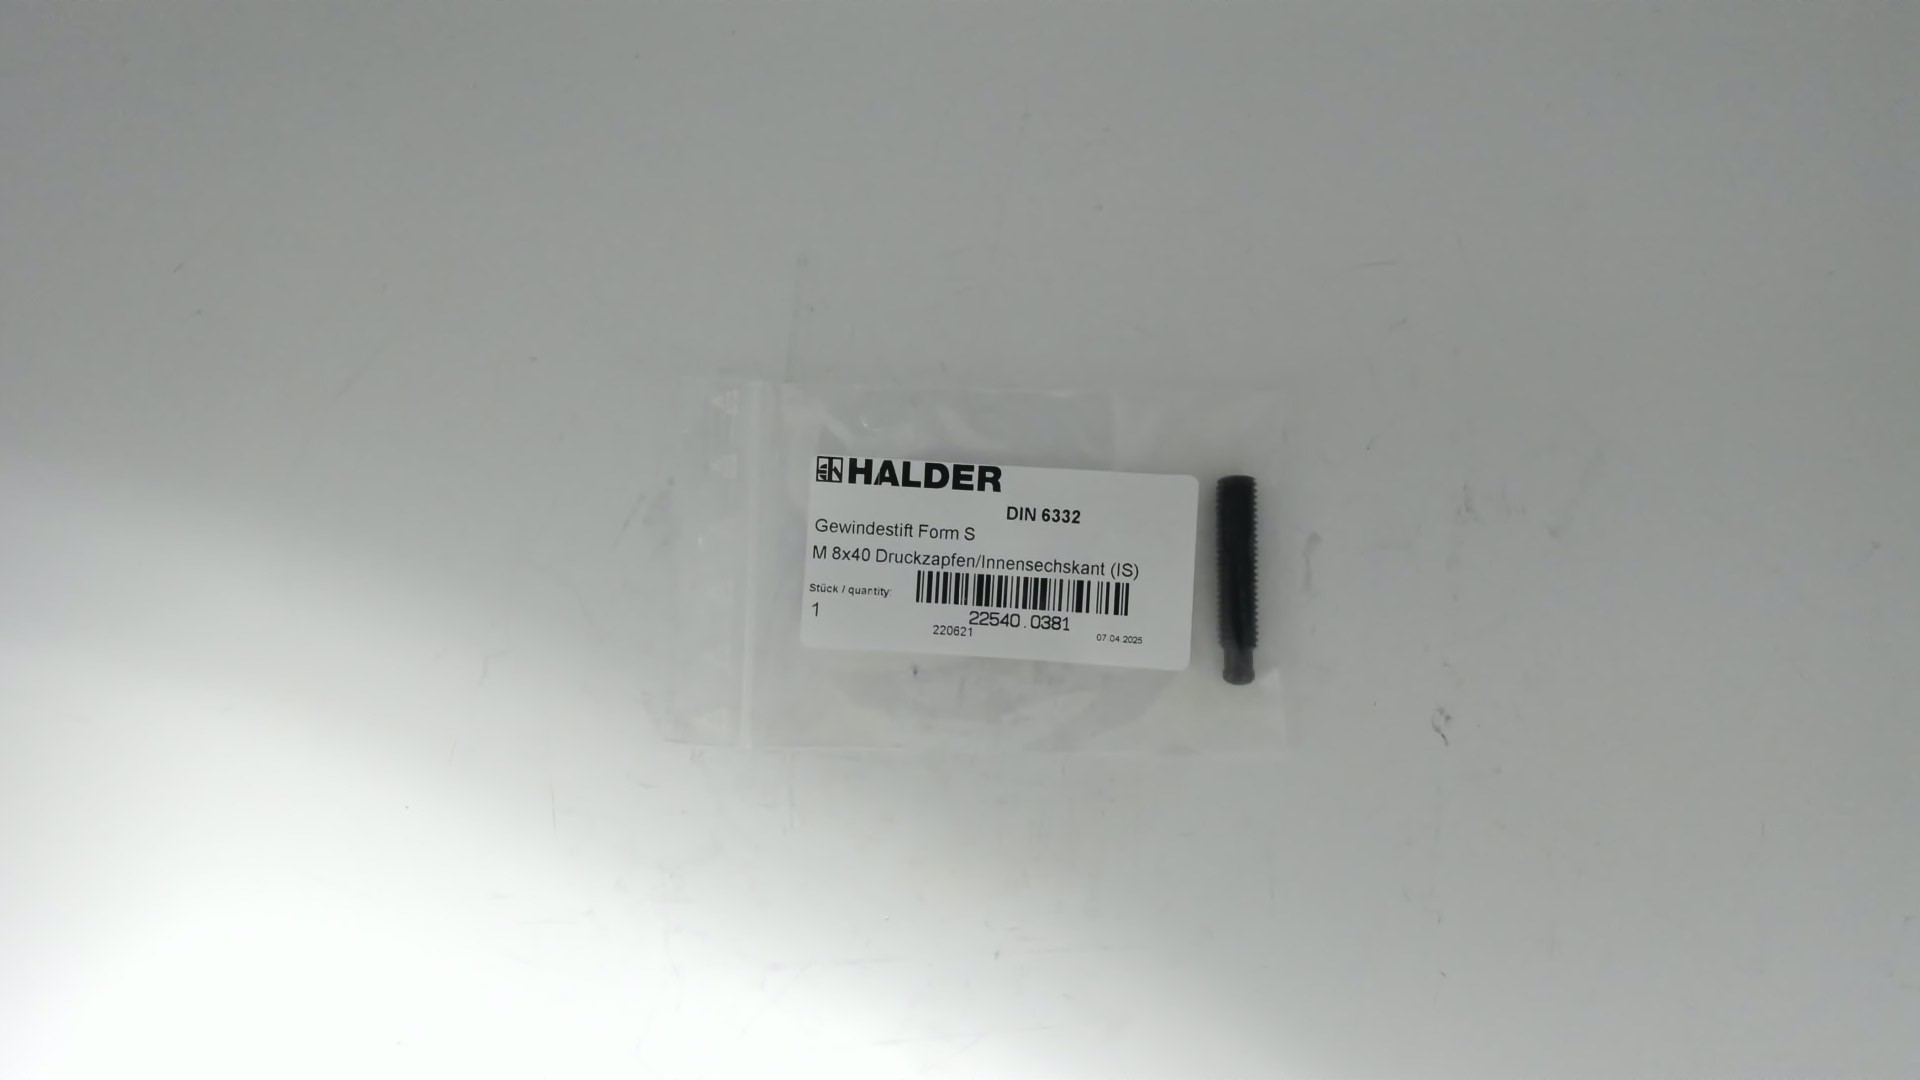 HALDER
DIN 6332
Gewindestift Form S
M 8x40 Druckzapfen/Innensechskant (IS)
Stück / quantity:
1
22540.0381
220621
07.04.2025